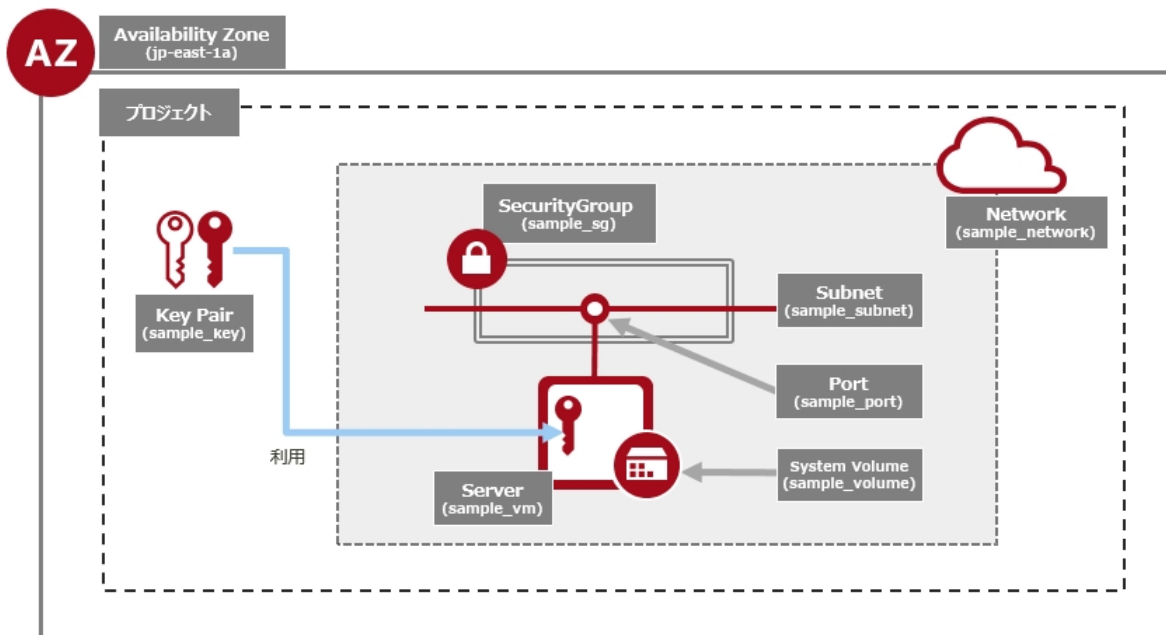 AZ
Availability Zone
(jp-east-1a)
プロジェクト
SecurityGroup
(sample_sg)
Network
(sample_network)
Key Pair
(sample_key)
Subnet
(sample_subnet)
Port
(sample_port)
利用
System Volume
(sample_volume)
Server
(sample_vm)